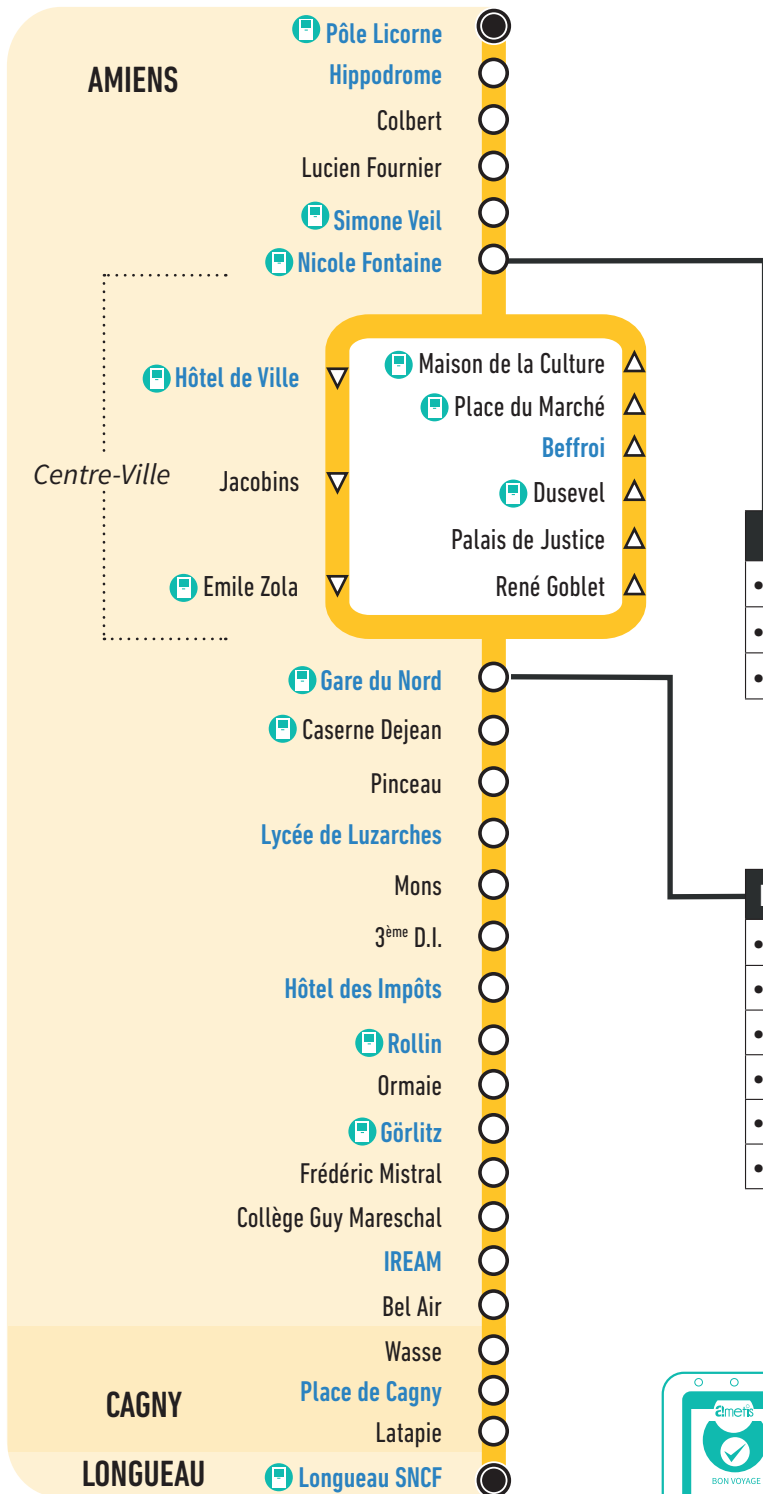 Pôle Licorne
AMIENS
Hippodrome
Colbert
Lucien Fournier
Simone Veil
Nicole Fontaine
Centre-Ville
Hôtel de Ville
Jacobins
Emile Zola
Maison de la Culture
Place du Marché
Beffroi
Dusevel
Palais de Justice
René Goblet
Gare du Nord
Caserne Dejean
Pinceau
Lycée de Luzarches
Mons
3ème D.I.
Hôtel des Impôts
Rollin
Ormaie
Görlitz
Frédéric Mistral
Collège Guy Mareschal
IREAM
Bel Air
Wasse
CAGNY
Place de Cagny
Latapie
LONGUEAU
Longueau SNCF
ametis
BON VOYAGE